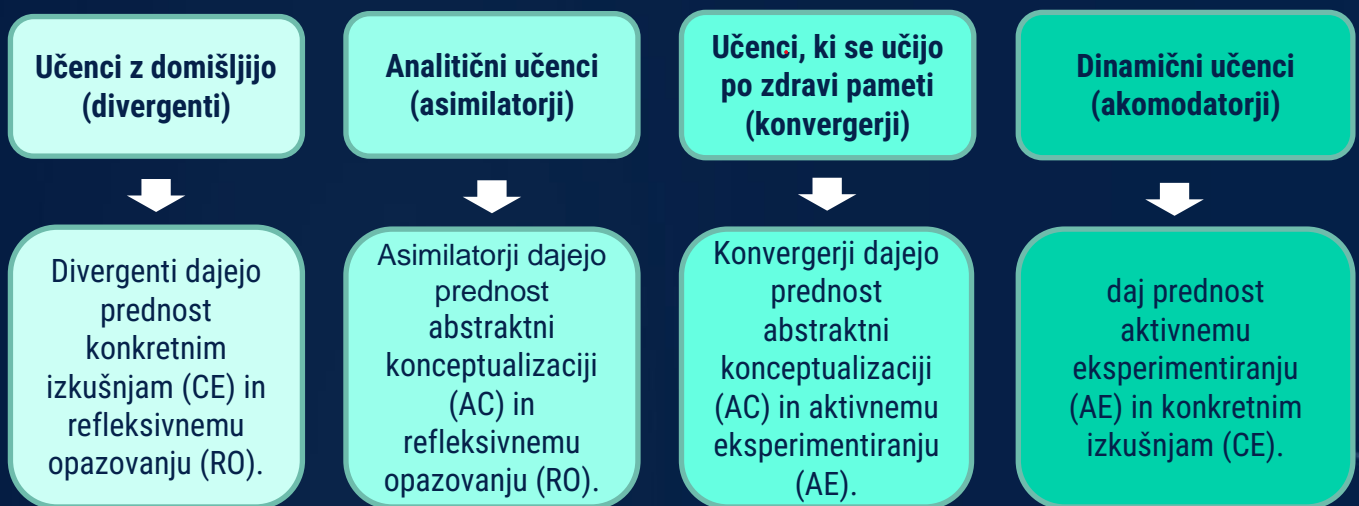 Učenci z domišljijo
(divergenti)
Analitični učenci
(asimilatorji)
Učenci, ki se učijo
po zdravi pameti
(konvergerji)
Dinamični učenci
(akomodatorji)
Divergenti dajejo
prednost
konkretnim
izkušnjam (CE) in
refleksivnemu
opazovanju (RO).
Asimilatorji dajejo
prednost
abstraktni
konceptualizaciji
(AC) in
refleksivnemu
opazovanju (RO).
Konvergerji dajejo
prednost
abstraktni
konceptualizaciji
(AC) in aktivnemu
eksperimentiranju
(AE).
daj prednost
aktivnemu
eksperimentiranju
(AE) in konkretnim
izkušnjam (CE).